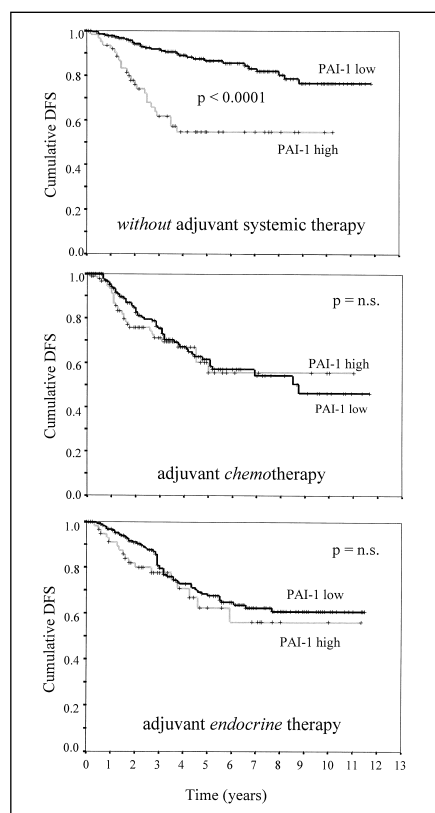 1.0
PAI-1 low
0.8
p < 0.0001
0.6
PAI-1 high
0.4
0.2
without adjuvant systemic therapy
0.0
Cumulative DFS
1.0
p = n.s.
0.8
0.6
PAI-1 high
PAI-1 low
0.4
0.2
adjuvant chemotherapy
0.0
Cumulative DFS
1.0
p = n.s.
0.8
PAI-1 low
0.6
PAI-1 high
0.4
0.2
adjuvant endocrine therapy
0.0
Cumulative DFS
0 1 2 3 4 5 6 7 8 9 10 11 12 13
Time (years)